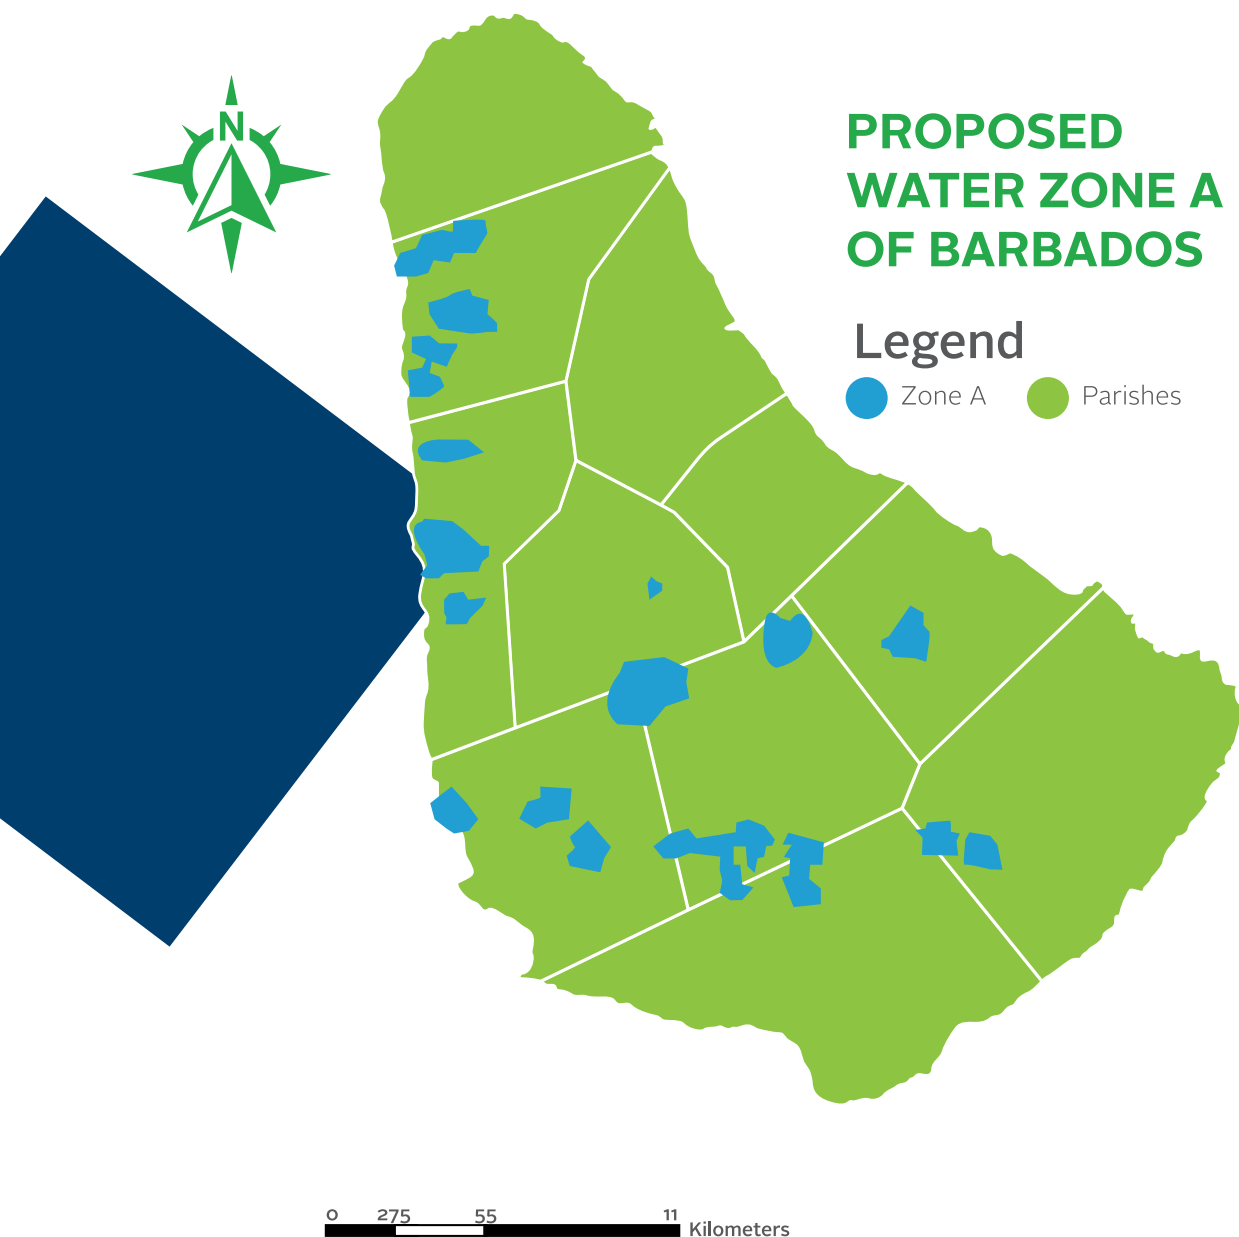 N
PROPOSED
WATER ZONE A
OF BARBADOS
Legend
Zone A Parishes
0 275 55 11
Kilometers